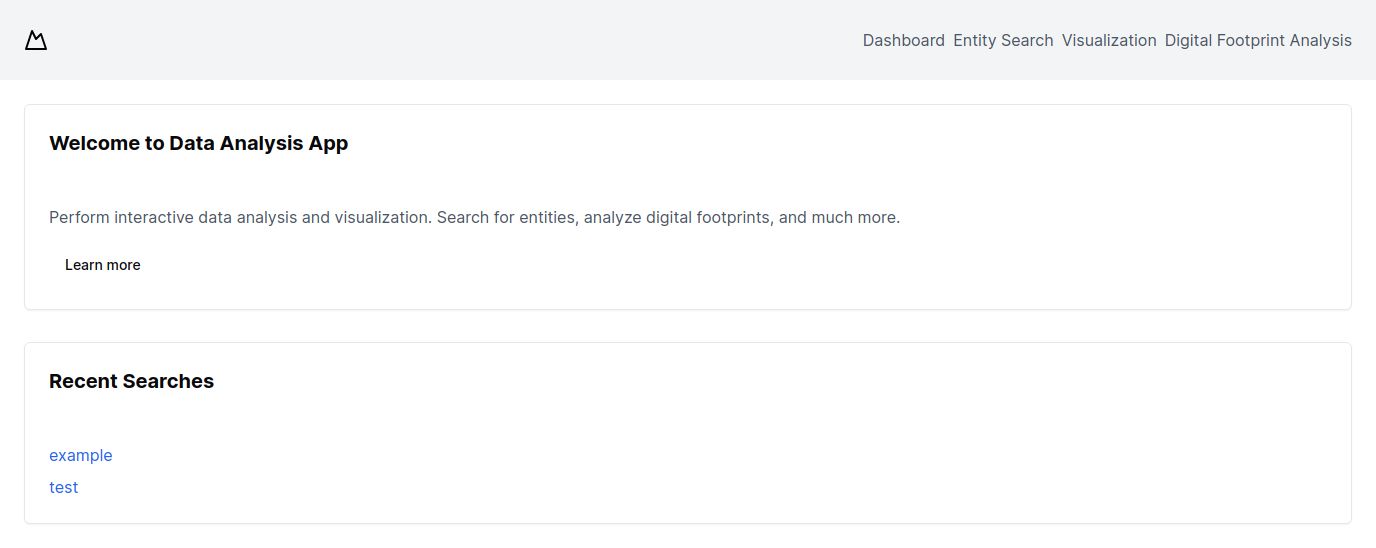 Dashboard Entity Search Visualization Digital Footprint Analysis
Welcome to Data Analysis App
Perform interactive data analysis and visualization. Search for entities, analyze digital footprints, and much more.
Learn more
Recent Searches
example
test